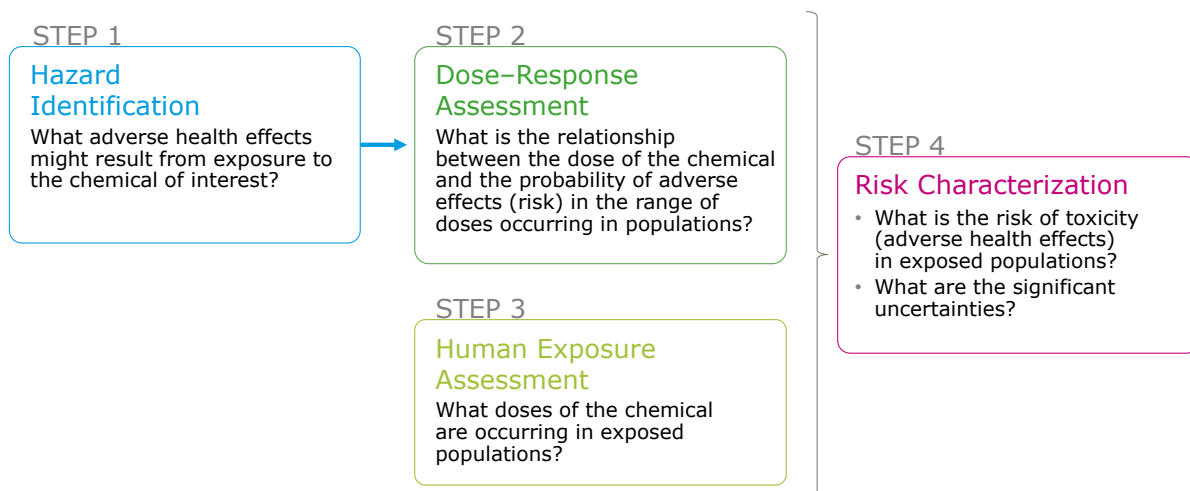 STEP 1
Hazard
Identification
What adverse health effects
might result from exposure to
the chemical of interest?
STEP 2
Dose–Response
Assessment
What is the relationship
between the dose of the chemical
and the probability of adverse
effects (risk) in the range of
doses occurring in populations?
STEP 3
Human Exposure
Assessment
What doses of the chemical
are occurring in exposed
populations?
STEP 4
Risk Characterization
• What is the risk of toxicity
(adverse health effects)
in exposed populations?
• What are the significant
uncertainties?